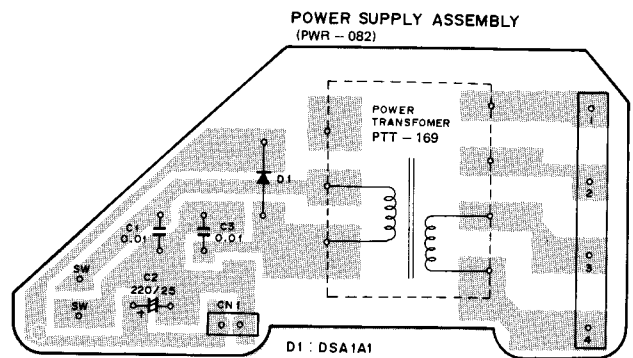 POWER SUPPLY ASSEMBLY
(PWR - 082)
POWER
TRANSFOMER
PTT - 169
1
D1
2
C1
0.01
C3
0.01
SW
3
C2
220/25
+
SW
CN1
4
D1 : DSA1A1